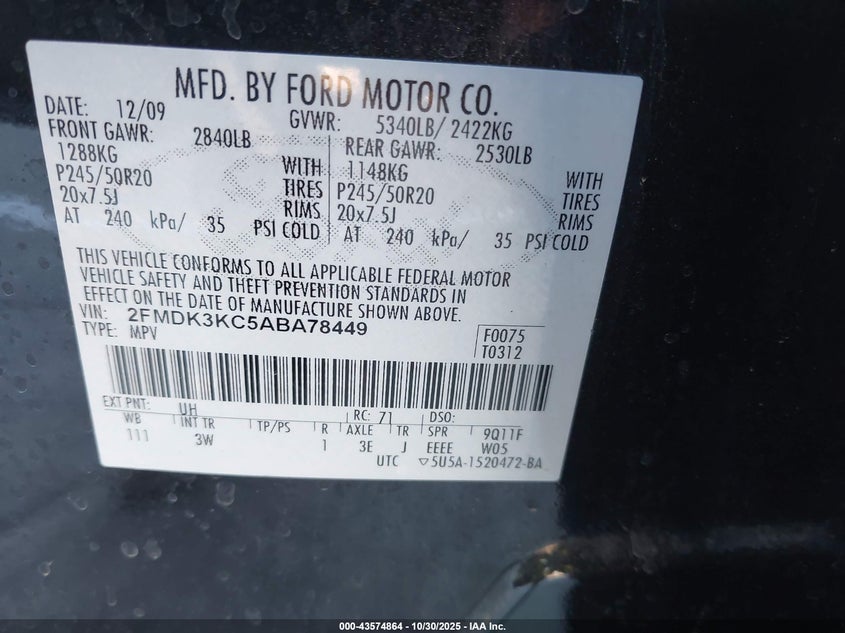 MFD. BY FORD MOTOR CO.
DATE: 12/09 GVWR: 5340LB/ 2422KG
FRONT GAWR: 2840LB REAR GAWR: 2530LB
1288KG WITH 1148KG WITH
P245/50R20 TIRES P245/50R20 TIRES
20x7.5J RIMS 20x7.5J RIMS
AT 240 kPa/ 35 PSI COLD AT 240 kPa/ 35 PSI COLD
THIS VEHICLE CONFORMS TO ALL APPLICABLE FEDERAL MOTOR
VEHICLE SAFETY AND THEFT PREVENTION STANDARDS IN
EFFECT ON THE DATE OF MANUFACTURE SHOWN ABOVE.
VIN: 2FMDK3KC5ABA78449
TYPE: MPV
F0075
T0312
EXT PNT: UH RC: 71 DSO:
WB INT TR TP/PS R AXLE TR SPR 9Q11F
111 3W 1 3E J EEEE W05
UTC ▽5U5A-1520472-BA
000-43574864 - 10/30/2025 - IAA Inc.